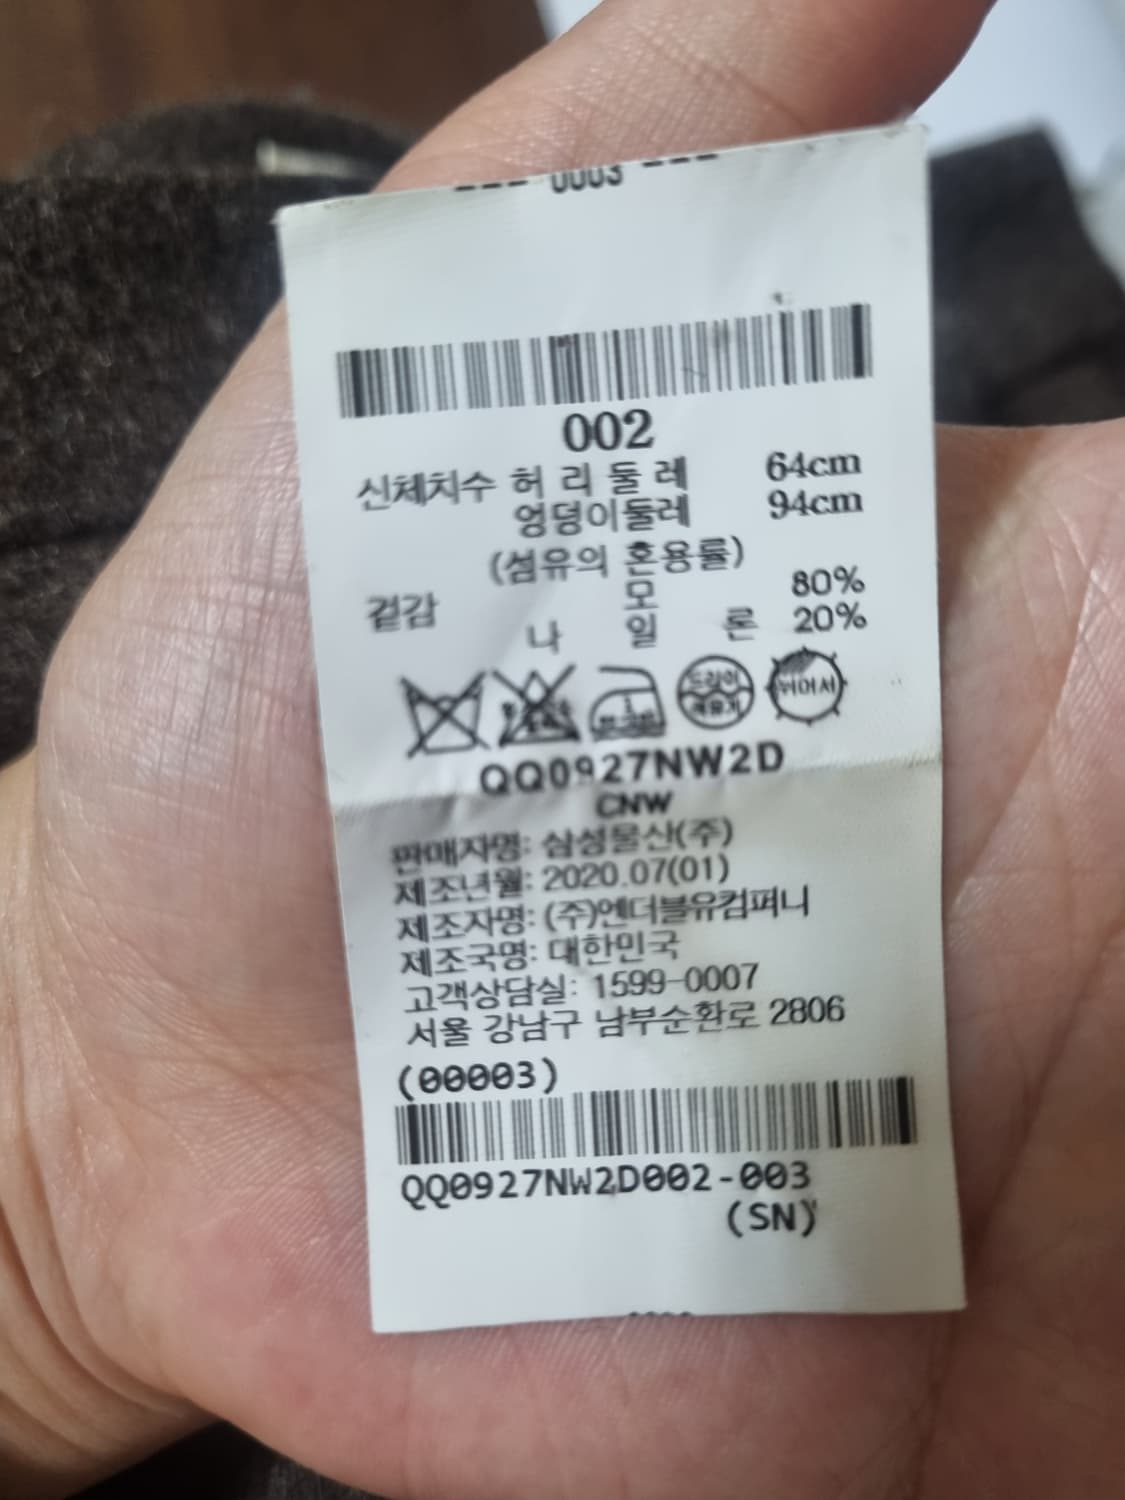 --- 0003 ---
002
신체치수 허 리 둘 레 64cm
엉덩이둘레 94cm
(섬유의 혼용률)
겉감 모 80%
나 일 론 20%
드라이
뉘어서
QQ0927NW2D
CNW
판매자명: 삼성물산(주)
제조년월: 2020.07(01)
제조자명: (주)엔더블유컴퍼니
제조국명: 대한민국
고객상담실: 1599-0007
서울 강남구 남부순환로 2806
(00003)
QQ0927NW2D002-003
(SN)